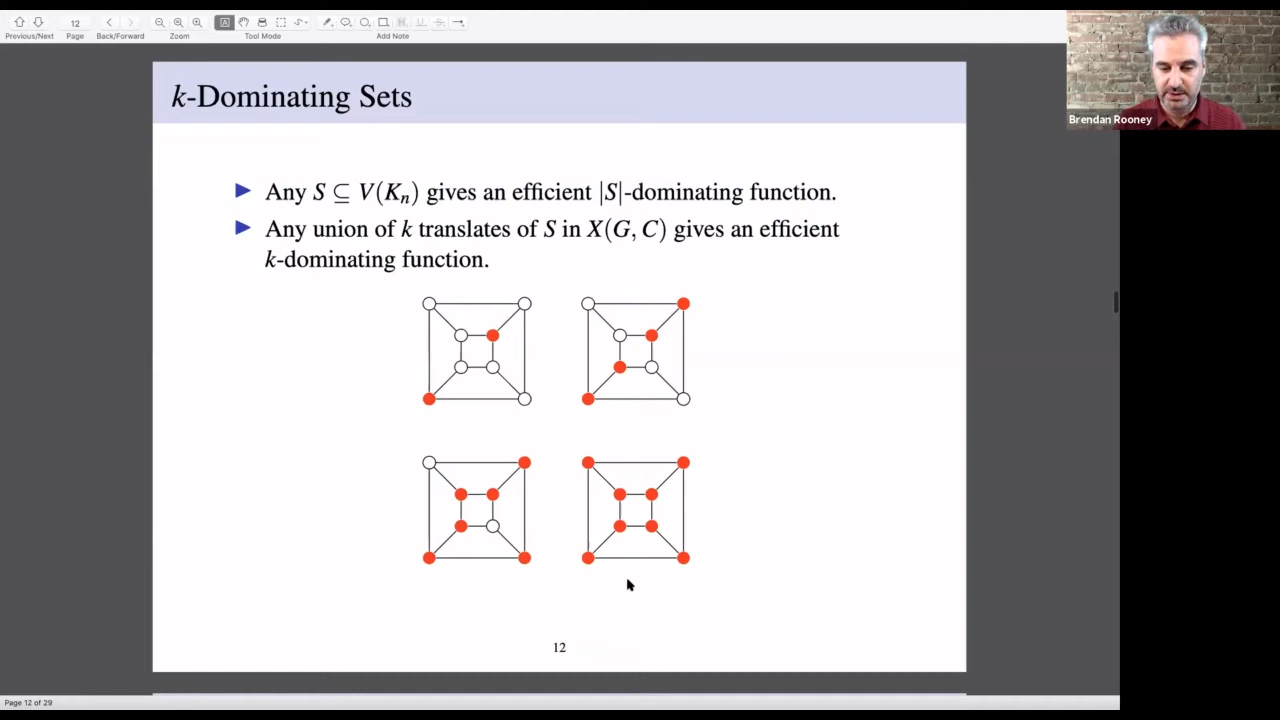 12
Previous/Next Page Back/Forward Zoom Tool Mode Add Note
Brendan Rooney
k-Dominating Sets
▶ Any S ⊆ V(Kₙ) gives an efficient |S|-dominating function.
▶ Any union of k translates of S in X(G, C) gives an efficient
k-dominating function.
12
Page 12 of 29